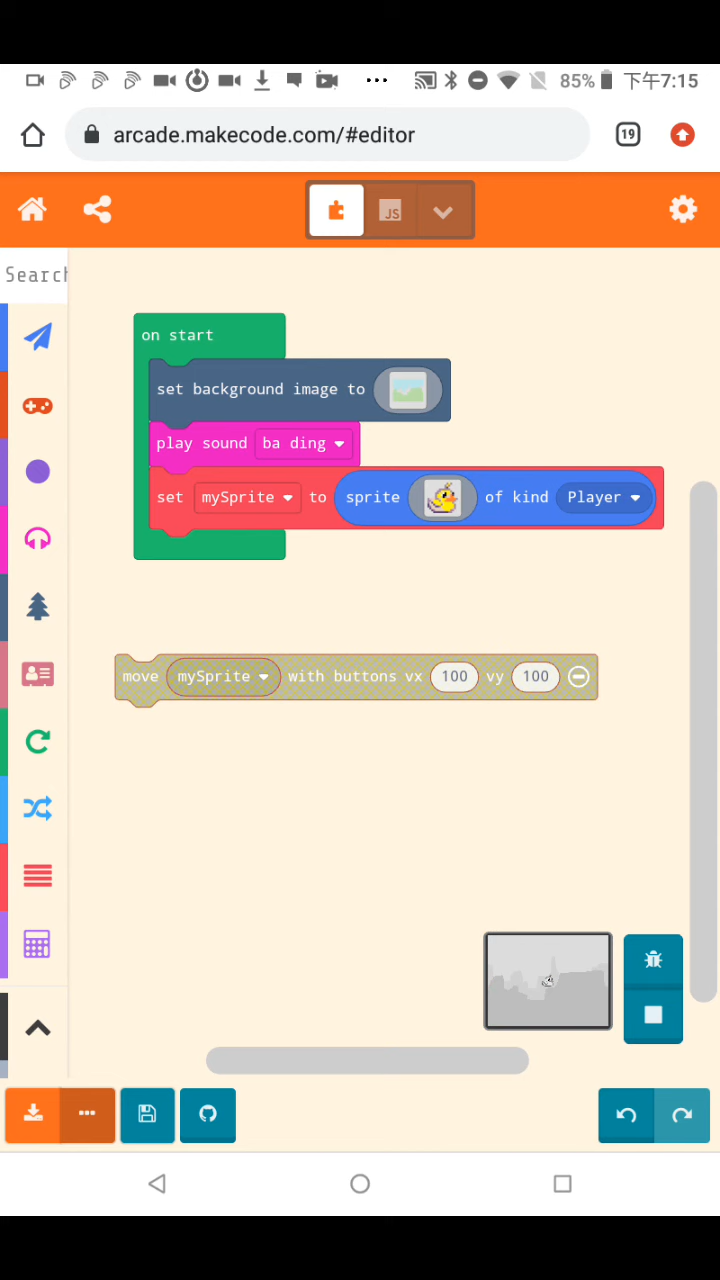 85% 下午7:15
arcade.makecode.com/#editor 19
JS
Search
on start
set background image to
play sound ba ding
set mySprite to sprite of kind Player
move mySprite with buttons vx 100 vy 100